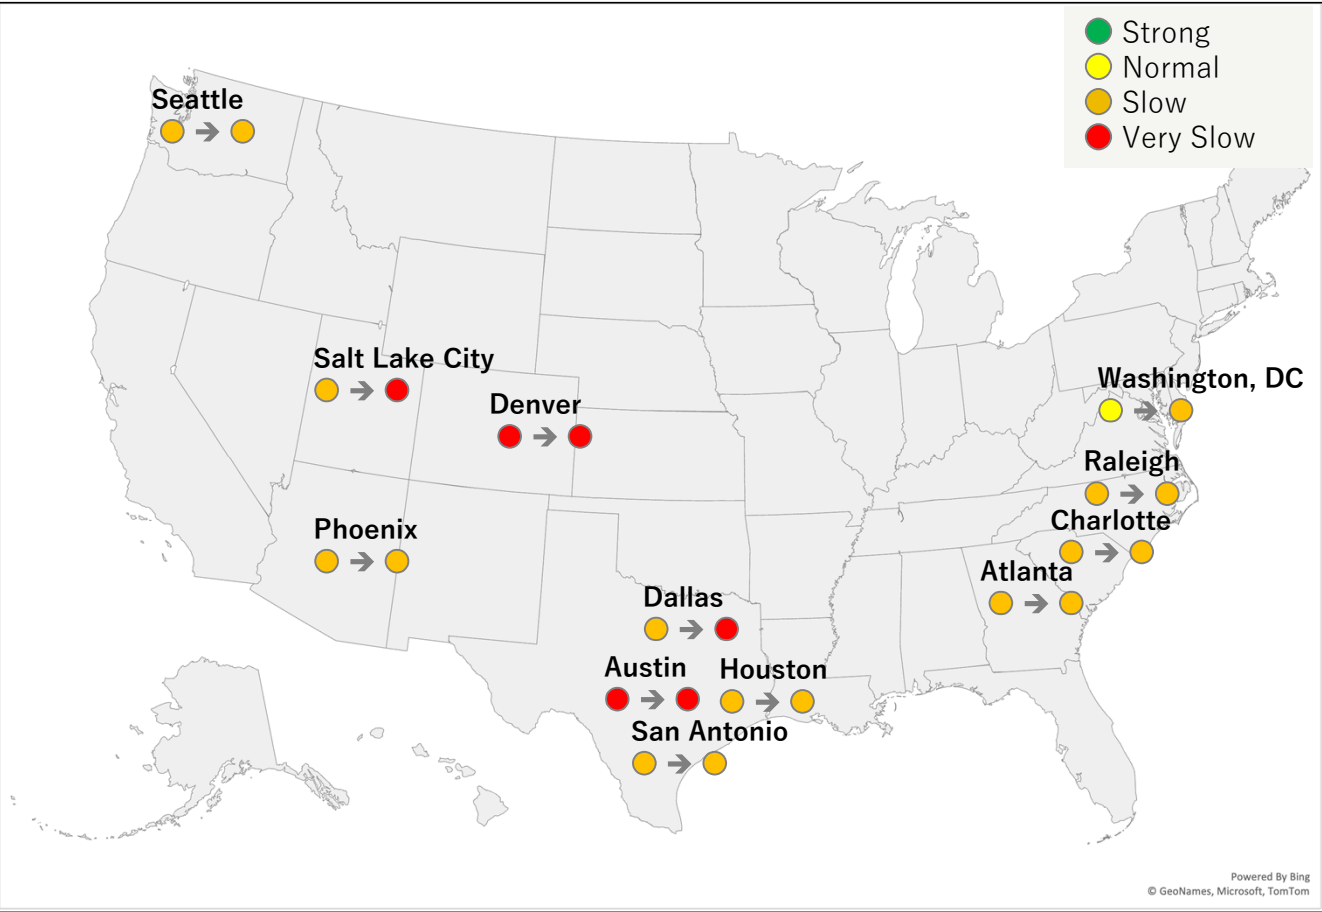 Strong
Normal
Slow
Very Slow
Seattle
Salt Lake City
Denver
Washington, DC
Raleigh
Phoenix
Charlotte
Atlanta
Dallas
Austin
Houston
San Antonio
Powered By Bing
© GeoNames, Microsoft, TomTom